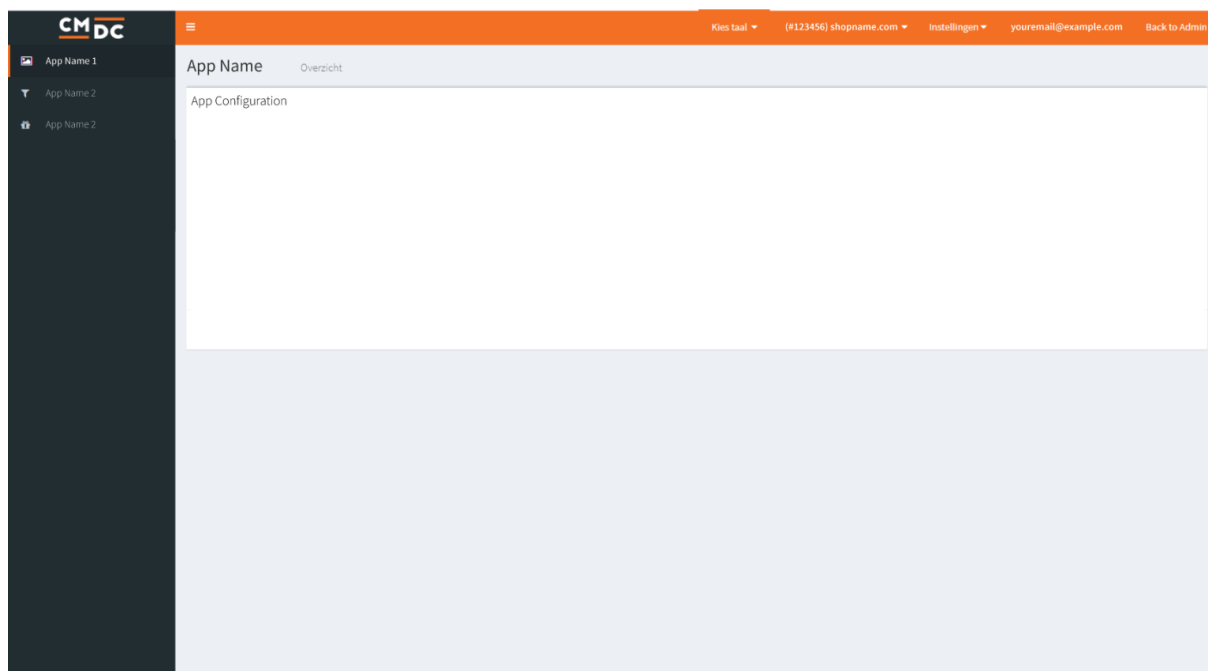 CM DC
Kies taal
(#123456) shopname.com
Instellingen
youremail@example.com
Back to Admin
App Name 1
App Name 2
App Name 2
App Name
Overzicht
App Configuration